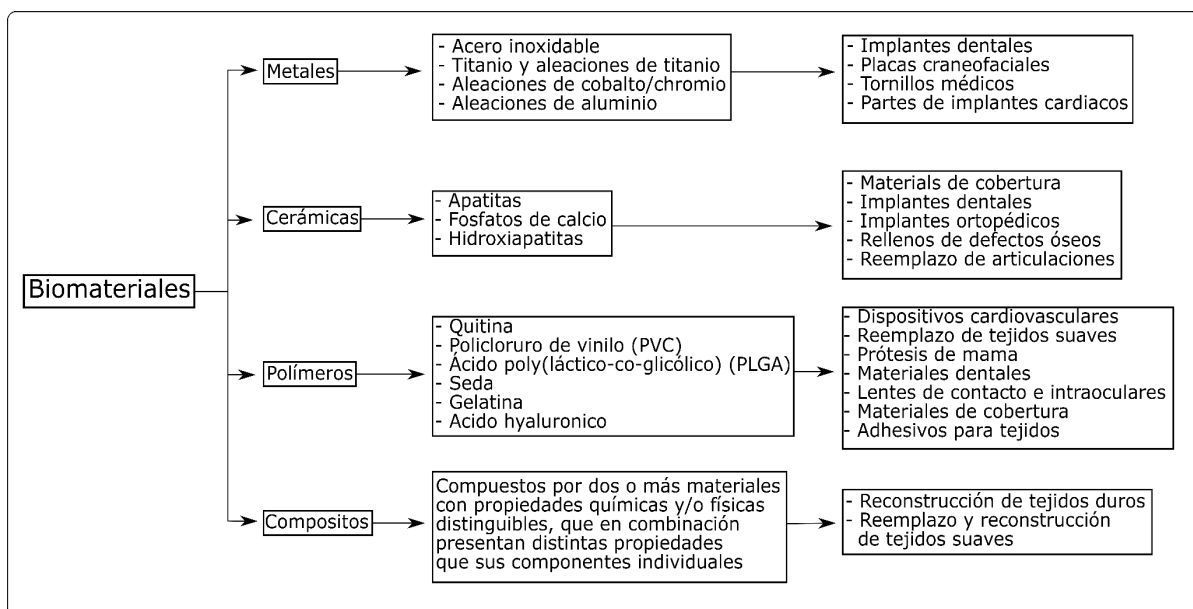 Biomateriales
Metales
- Acero inoxidable
- Titanio y aleaciones de titanio
- Aleaciones de cobalto/chromio
- Aleaciones de aluminio
- Implantes dentales
- Placas craneofaciales
- Tornillos médicos
- Partes de implantes cardiacos
Cerámicas
- Apatitas
- Fosfatos de calcio
- Hidroxiapatitas
- Materials de cobertura
- Implantes dentales
- Implantes ortopédicos
- Rellenos de defectos óseos
- Reemplazo de articulaciones
Polímeros
- Quitina
- Policloruro de vinilo (PVC)
- Ácido poly(láctico-co-glicólico) (PLGA)
- Seda
- Gelatina
- Acido hyaluronico
- Dispositivos cardiovasculares
- Reemplazo de tejidos suaves
- Prótesis de mama
- Materiales dentales
- Lentes de contacto e intraoculares
- Materiales de cobertura
- Adhesivos para tejidos
Compositos
Compuestos por dos o más materiales
con propiedades químicas y/o físicas
distinguibles, que en combinación
presentan distintas propiedades
que sus componentes individuales
- Reconstrucción de tejidos duros
- Reemplazo y reconstrucción
de tejidos suaves